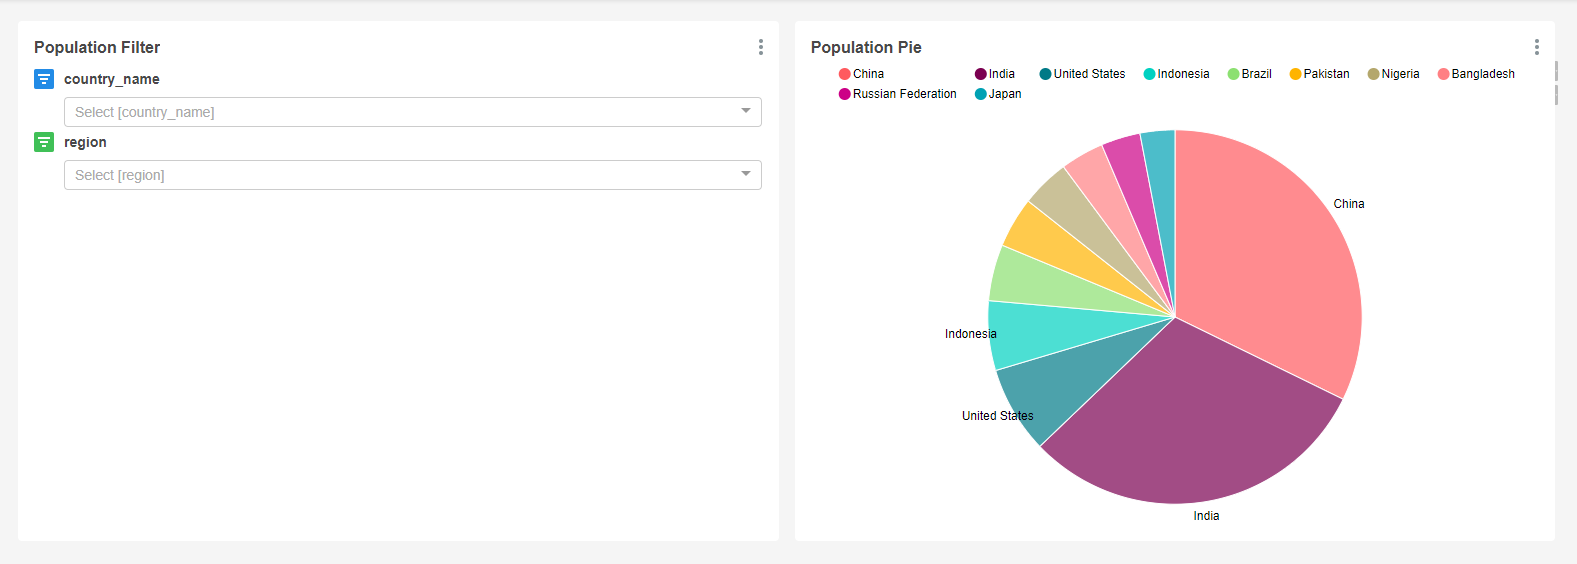 Population Filter
country_name
Select [country_name]
region
Select [region]
Population Pie
China India United States Indonesia Brazil Pakistan Nigeria Bangladesh
Russian Federation Japan
China
Indonesia
United States
India